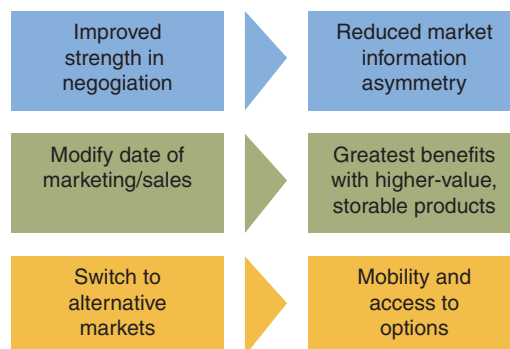 Improved
strength in
negogiation
Reduced market
information
asymmetry
Modify date of
marketing/sales
Greatest benefits
with higher-value,
storable products
Switch to
alternative
markets
Mobility and
access to
options